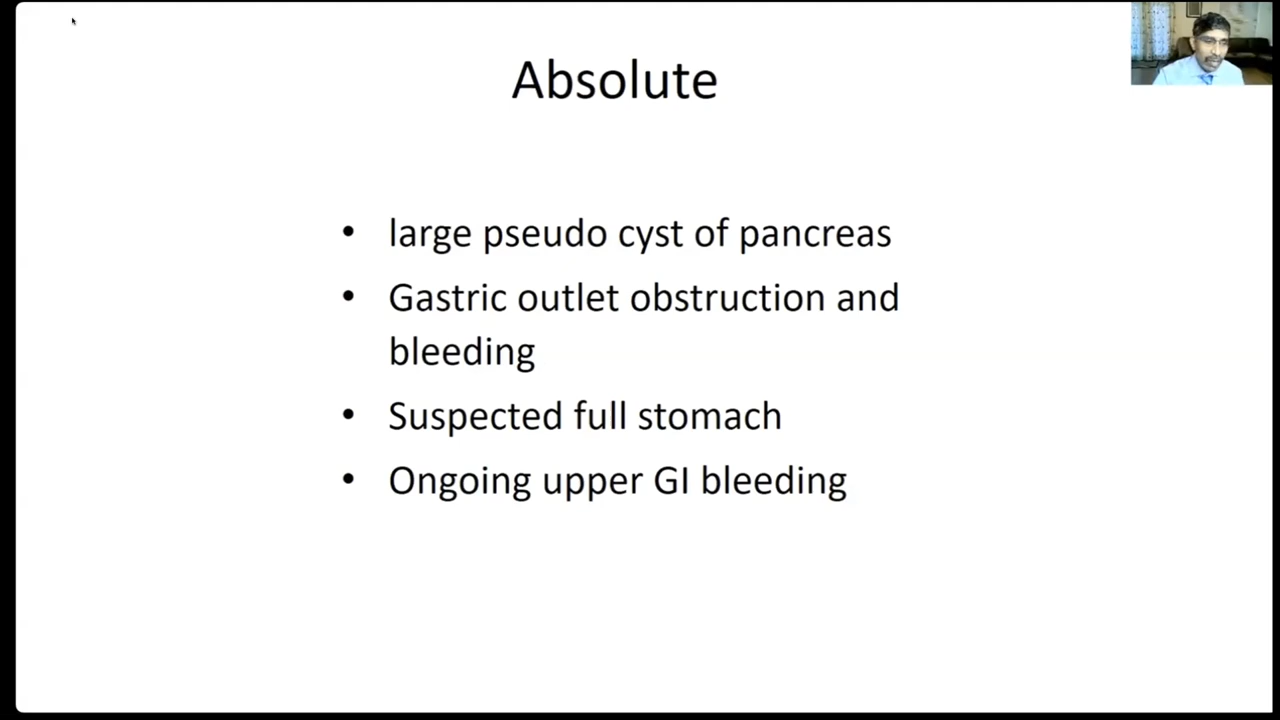 Absolute
• large pseudo cyst of pancreas
• Gastric outlet obstruction and
bleeding
• Suspected full stomach
• Ongoing upper GI bleeding